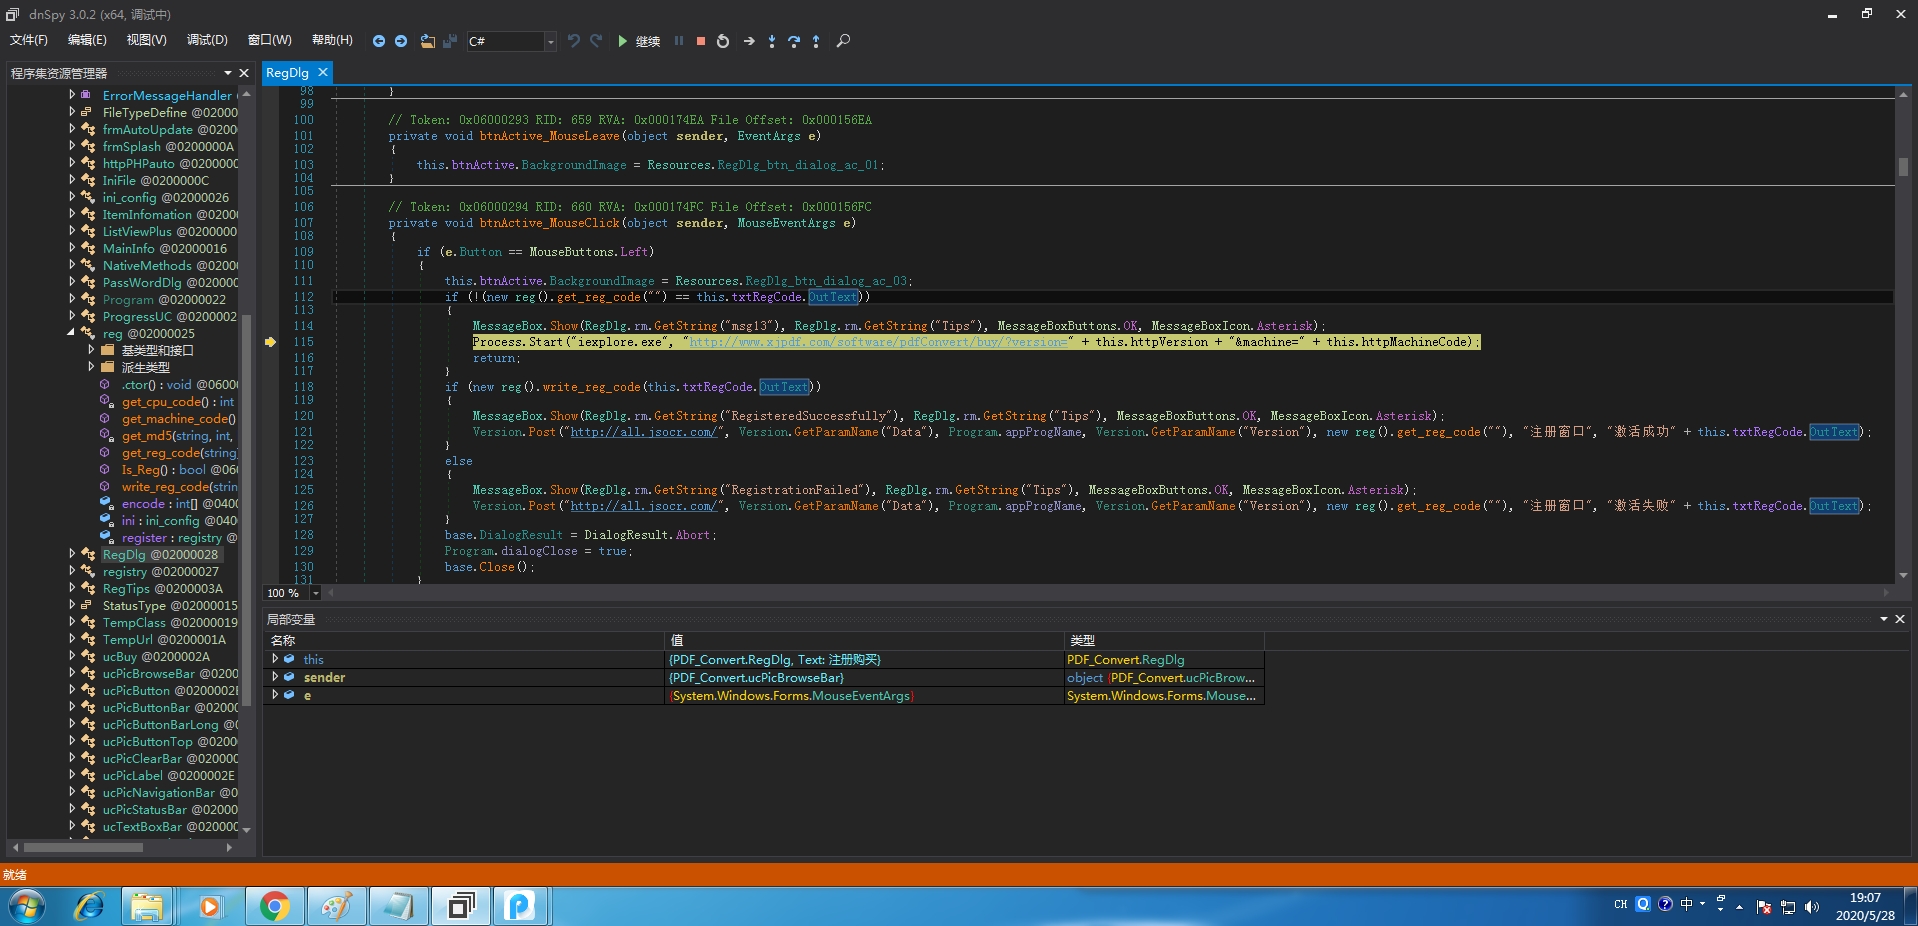 dnSpy 3.0.2 (x64, 调试中)
文件(F) 编辑(E) 视图(V) 调试(D) 窗口(W) 帮助(H) C# 继续
程序集资源管理器
ErrorMessageHandler
FileTypeDefine @02000
frmAutoUpdate @0200
frmSplash @0200000A
httpPHPauto @0200000
IniFile @0200000C
ini_config @02000026
ItemInfomation @0200
ListViewPlus @0200000
MainInfo @02000016
NativeMethods @0200
PassWordDlg @02000
Program @02000022
ProgressUC @0200002
reg @02000025
基类型和接口
派生类型
.ctor() : void @0600
get_cpu_code() : int
get_machine_code()
get_md5(string, int,
get_reg_code(string)
Is_Reg() : bool @060
write_reg_code(strin
encode : int[] @0400
ini : ini_config @040
register : registry @
RegDlg @02000028
registry @02000027
RegTips @0200003A
StatusType @02000015
TempClass @02000019
TempUrl @0200001A
ucBuy @0200002A
ucPicBrowseBar @0200
ucPicButton @0200002E
ucPicButtonBar @0200
ucPicButtonBarLong @0
ucPicButtonTop @0200
ucPicClearBar @020000
ucPicLabel @0200002E
ucPicNavigationBar @0
ucPicStatusBar @0200
ucTextBoxBar @020000
RegDlg
98 }
99
100 // Token: 0x06000293 RID: 659 RVA: 0x000174EA File Offset: 0x000156EA
101 private void btnActive_MouseLeave(object sender, EventArgs e)
102 {
103 this.btnActive.BackgroundImage = Resources.RegDlg_btn_dialog_ac_01;
104 }
105
106 // Token: 0x06000294 RID: 660 RVA: 0x000174FC File Offset: 0x000156FC
107 private void btnActive_MouseClick(object sender, MouseEventArgs e)
108 {
109 if (e.Button == MouseButtons.Left)
110 {
111 this.btnActive.BackgroundImage = Resources.RegDlg_btn_dialog_ac_03;
112 if (!(new reg().get_reg_code("") == this.txtRegCode.OutText))
113 {
114 MessageBox.Show(RegDlg.rm.GetString("msg13"), RegDlg.rm.GetString("Tips"), MessageBoxButtons.OK, MessageBoxIcon.Asterisk);
115 Process.Start("iexplore.exe", "http://www.xjpdf.com/software/pdfConvert/buy/?version=" + this.httpVersion + "&machine=" + this.httpMachineCode);
116 return;
117 }
118 if (new reg().write_reg_code(this.txtRegCode.OutText))
119 {
120 MessageBox.Show(RegDlg.rm.GetString("RegisteredSuccessfully"), RegDlg.rm.GetString("Tips"), MessageBoxButtons.OK, MessageBoxIcon.Asterisk);
121 Version.Post("http://all.jsocr.com/", Version.GetParamName("Data"), Program.appProgName, Version.GetParamName("Version"), new reg().get_reg_code(""), "注册窗口", "激活成功" + this.txtRegCode.OutText);
122 }
123 else
124 {
125 MessageBox.Show(RegDlg.rm.GetString("RegistrationFailed"), RegDlg.rm.GetString("Tips"), MessageBoxButtons.OK, MessageBoxIcon.Asterisk);
126 Version.Post("http://all.jsocr.com/", Version.GetParamName("Data"), Program.appProgName, Version.GetParamName("Version"), new reg().get_reg_code(""), "注册窗口", "激活失败" + this.txtRegCode.OutText);
127 }
128 base.DialogResult = DialogResult.Abort;
129 Program.dialogClose = true;
130 base.Close();
131 }
100 %
局部变量
名称 值 类型
this {PDF_Convert.RegDlg, Text: 注册购买} PDF_Convert.RegDlg
sender {PDF_Convert.ucPicBrowseBar} object {PDF_Convert.ucPicBrow...
e {System.Windows.Forms.MouseEventArgs} System.Windows.Forms.Mouse...
就绪
CH 中 19:07
2020/5/28